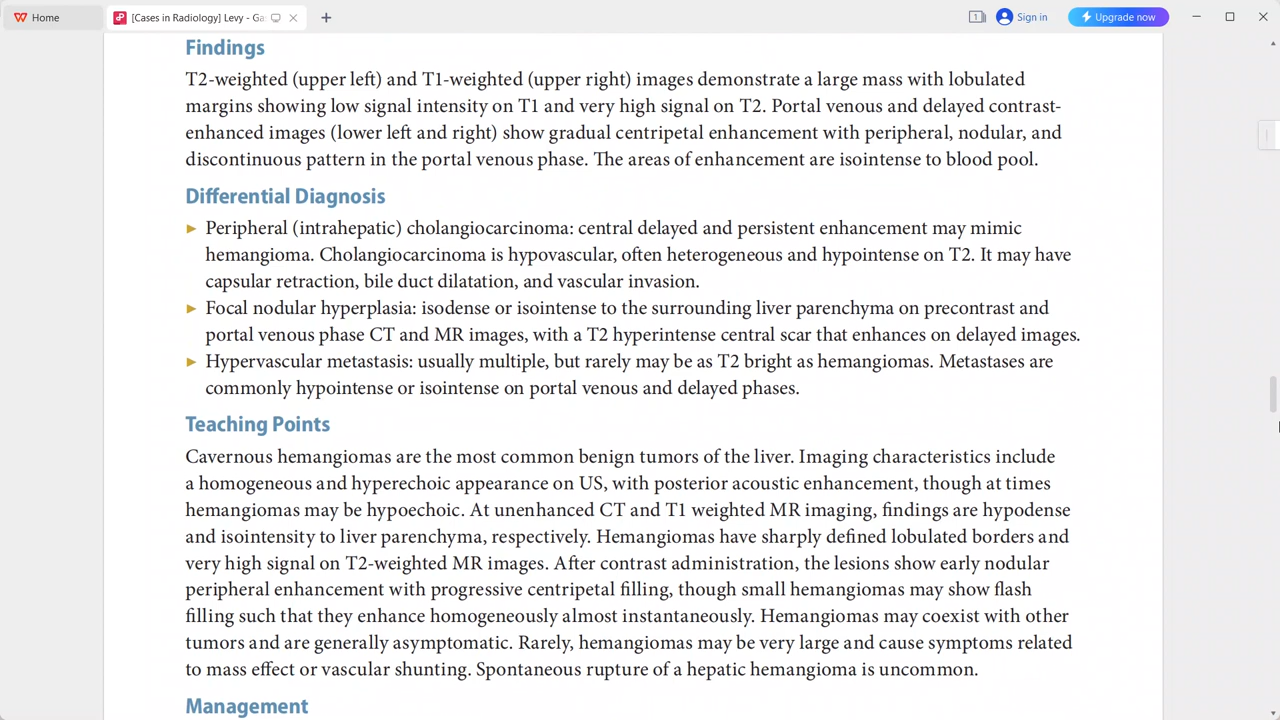 Home
[Cases in Radiology] Levy - Ga
Sign in
Upgrade now
Findings
T2-weighted (upper left) and T1-weighted (upper right) images demonstrate a large mass with lobulated
margins showing low signal intensity on T1 and very high signal on T2. Portal venous and delayed contrast-
enhanced images (lower left and right) show gradual centripetal enhancement with peripheral, nodular, and
discontinuous pattern in the portal venous phase. The areas of enhancement are isointense to blood pool.
Differential Diagnosis
► Peripheral (intrahepatic) cholangiocarcinoma: central delayed and persistent enhancement may mimic
hemangioma. Cholangiocarcinoma is hypovascular, often heterogeneous and hypointense on T2. It may have
capsular retraction, bile duct dilatation, and vascular invasion.
► Focal nodular hyperplasia: isodense or isointense to the surrounding liver parenchyma on precontrast and
portal venous phase CT and MR images, with a T2 hyperintense central scar that enhances on delayed images.
► Hypervascular metastasis: usually multiple, but rarely may be as T2 bright as hemangiomas. Metastases are
commonly hypointense or isointense on portal venous and delayed phases.
Teaching Points
Cavernous hemangiomas are the most common benign tumors of the liver. Imaging characteristics include
a homogeneous and hyperechoic appearance on US, with posterior acoustic enhancement, though at times
hemangiomas may be hypoechoic. At unenhanced CT and T1 weighted MR imaging, findings are hypodense
and isointensity to liver parenchyma, respectively. Hemangiomas have sharply defined lobulated borders and
very high signal on T2-weighted MR images. After contrast administration, the lesions show early nodular
peripheral enhancement with progressive centripetal filling, though small hemangiomas may show flash
filling such that they enhance homogeneously almost instantaneously. Hemangiomas may coexist with other
tumors and are generally asymptomatic. Rarely, hemangiomas may be very large and cause symptoms related
to mass effect or vascular shunting. Spontaneous rupture of a hepatic hemangioma is uncommon.
Management